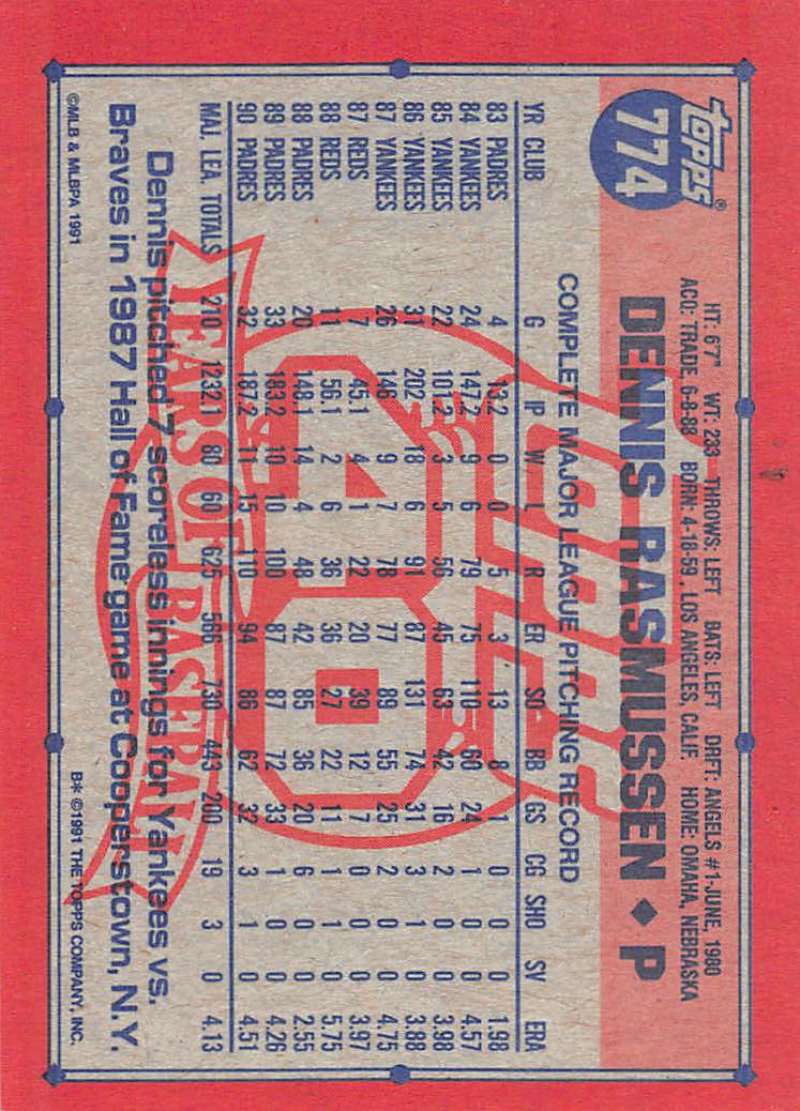 topps®
774
HT: 6'7" WT: 233 THROWS: LEFT BATS: LEFT DRFT: ANGELS #1-JUNE, 1980
ACQ: TRADE, 6-8-88 BORN: 4-18-59, LOS ANGELES, CALIF. HOME: OMAHA, NEBRASKA
DENNIS RASMUSSEN ♦ P
COMPLETE MAJOR LEAGUE PITCHING RECORD
YR CLUB G IP W L R ER SO BB GS CG SHO SV ERA
83 PADRES 4 13.2 0 0 5 3 13 8 1 0 0 0 1.98
84 YANKEES 24 147.2 9 6 79 75 110 60 24 1 0 0 4.57
85 YANKEES 22 101.2 3 5 56 45 63 42 16 2 0 0 3.98
86 YANKEES 31 202 18 6 91 87 131 74 31 3 1 0 3.88
87 YANKEES 26 146 9 7 78 77 89 55 25 2 0 0 4.75
87 REDS 7 45.1 4 1 22 20 39 12 7 0 0 0 3.97
88 REDS 11 56.1 2 6 36 36 27 22 11 1 1 0 5.75
88 PADRES 20 148.1 14 4 48 42 85 36 20 6 0 0 2.55
89 PADRES 33 183.2 10 10 100 87 87 72 33 1 0 0 4.26
90 PADRES 32 187.2 11 15 110 94 86 62 32 3 1 0 4.51
MAJ. LEA. TOTALS 210 1232.1 80 60 625 566 730 443 200 19 3 0 4.13
topps
40
YEARS OF BASEBALL
Dennis pitched 7 scoreless innings for Yankees vs.
Braves in 1987 Hall of Fame game at Cooperstown, N.Y.
©MLB & MLBPA 1991
B* ©1991 THE TOPPS COMPANY, INC.